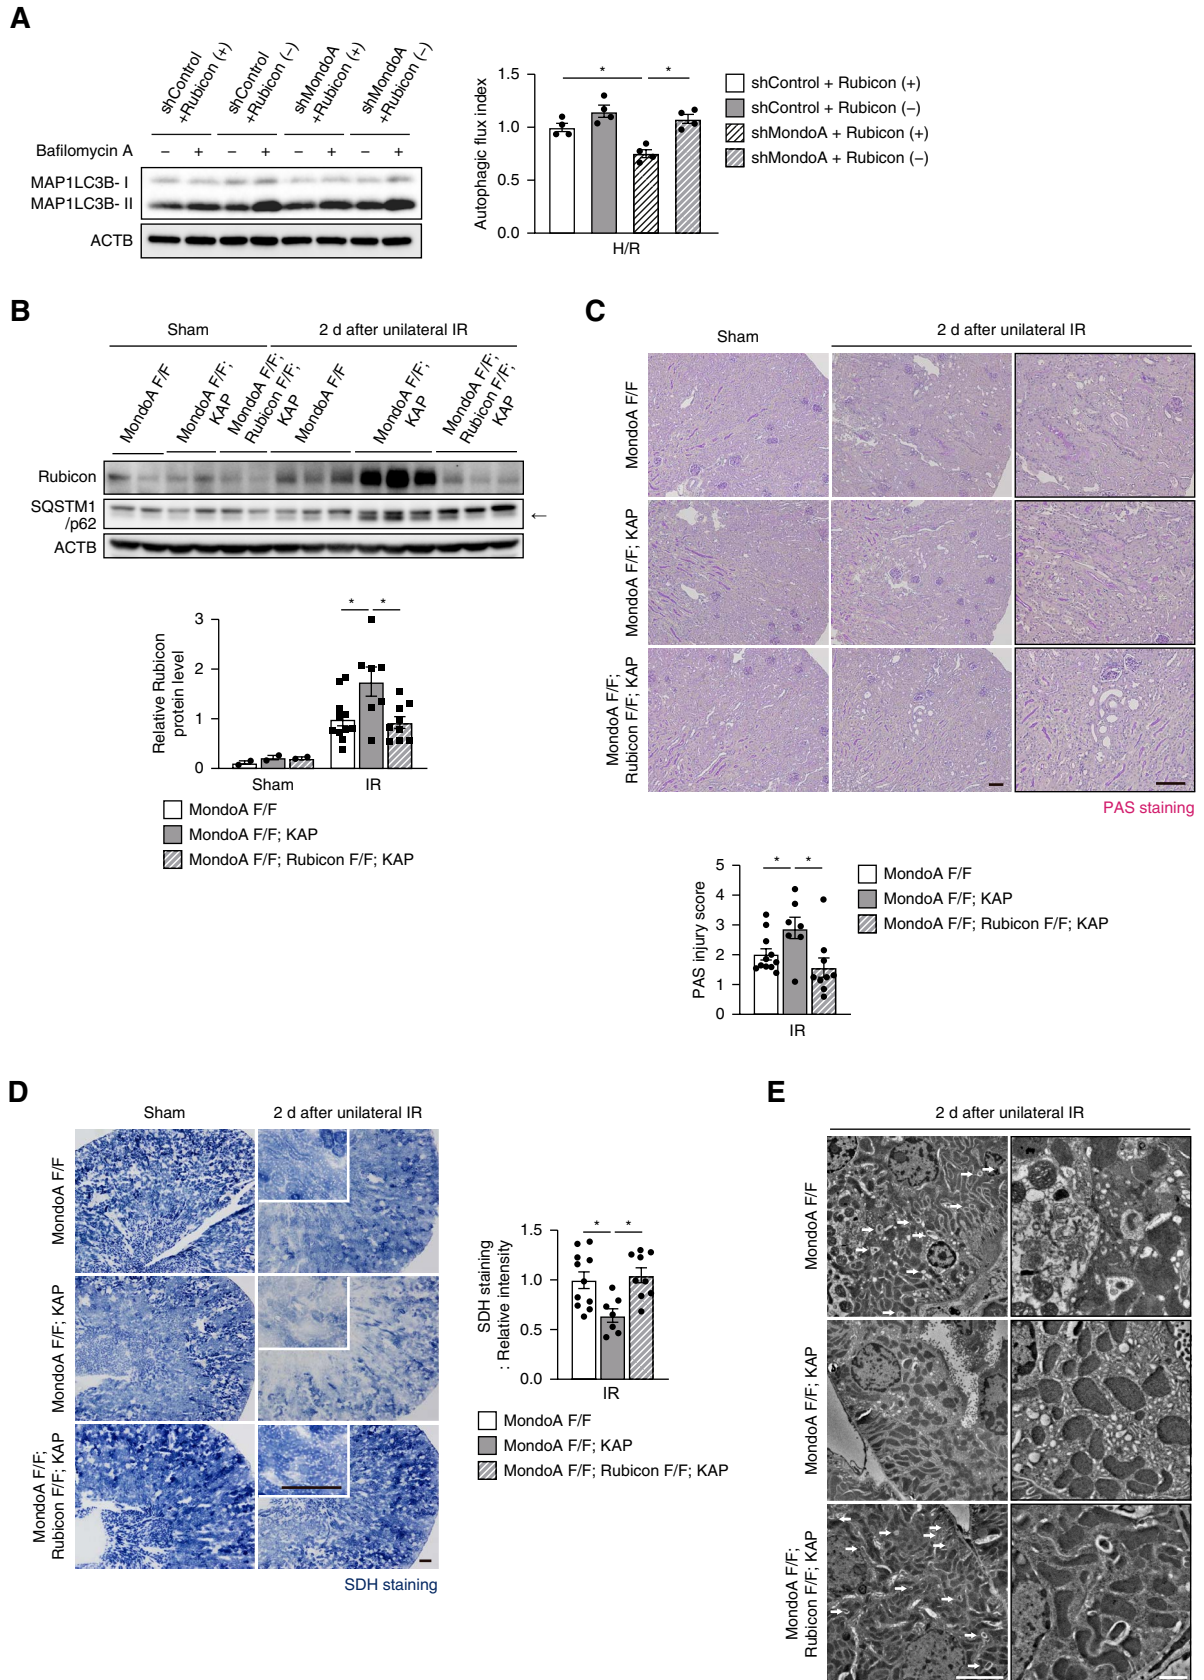 A
shControl
+Rubicon (+)
shControl
+Rubicon (−)
shMondoA
+Rubicon (+)
shMondoA
+Rubicon (−)
Bafilomycin A
− + − + − + − +
MAP1LC3B- I
MAP1LC3B- II
ACTB
Autophagic flux index
1.5
1.0
0.5
0.0
* *
H/R
shControl + Rubicon (+)
shControl + Rubicon (−)
shMondoA + Rubicon (+)
shMondoA + Rubicon (−)
B
Sham
2 d after unilateral IR
MondoA F/F
MondoA F/F;
KAP
MondoA F/F;
Rubicon F/F;
KAP
MondoA F/F
MondoA F/F;
KAP
MondoA F/F;
Rubicon F/F;
KAP
Rubicon
SQSTM1
/p62
←
ACTB
Relative Rubicon
protein level
3
2
1
0
* *
Sham
IR
MondoA F/F
MondoA F/F; KAP
MondoA F/F; Rubicon F/F; KAP
C
Sham
2 d after unilateral IR
MondoA F/F
MondoA F/F; KAP
MondoA F/F;
Rubicon F/F; KAP
PAS staining
PAS injury score
5
4
3
2
1
0
* *
IR
MondoA F/F
MondoA F/F; KAP
MondoA F/F; Rubicon F/F; KAP
D
Sham
2 d after unilateral IR
MondoA F/F
MondoA F/F; KAP
MondoA F/F;
Rubicon F/F; KAP
SDH staining
SDH staining
: Relative intensity
1.5
1.0
0.5
0.0
* *
IR
MondoA F/F
MondoA F/F; KAP
MondoA F/F; Rubicon F/F; KAP
E
2 d after unilateral IR
MondoA F/F
MondoA F/F; KAP
MondoA F/F;
Rubicon F/F; KAP